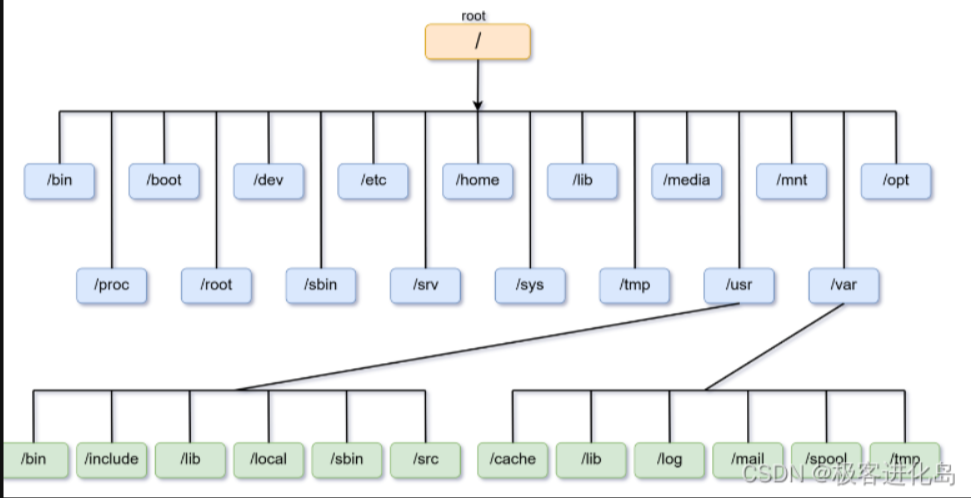 root
/
/bin /boot /dev /etc /home /lib /media /mnt /opt
/proc /root /sbin /srv /sys /tmp /usr /var
/bin /include /lib /local /sbin /src /cache /lib /log /mail /spool /tmp
CSDN @极客进化岛